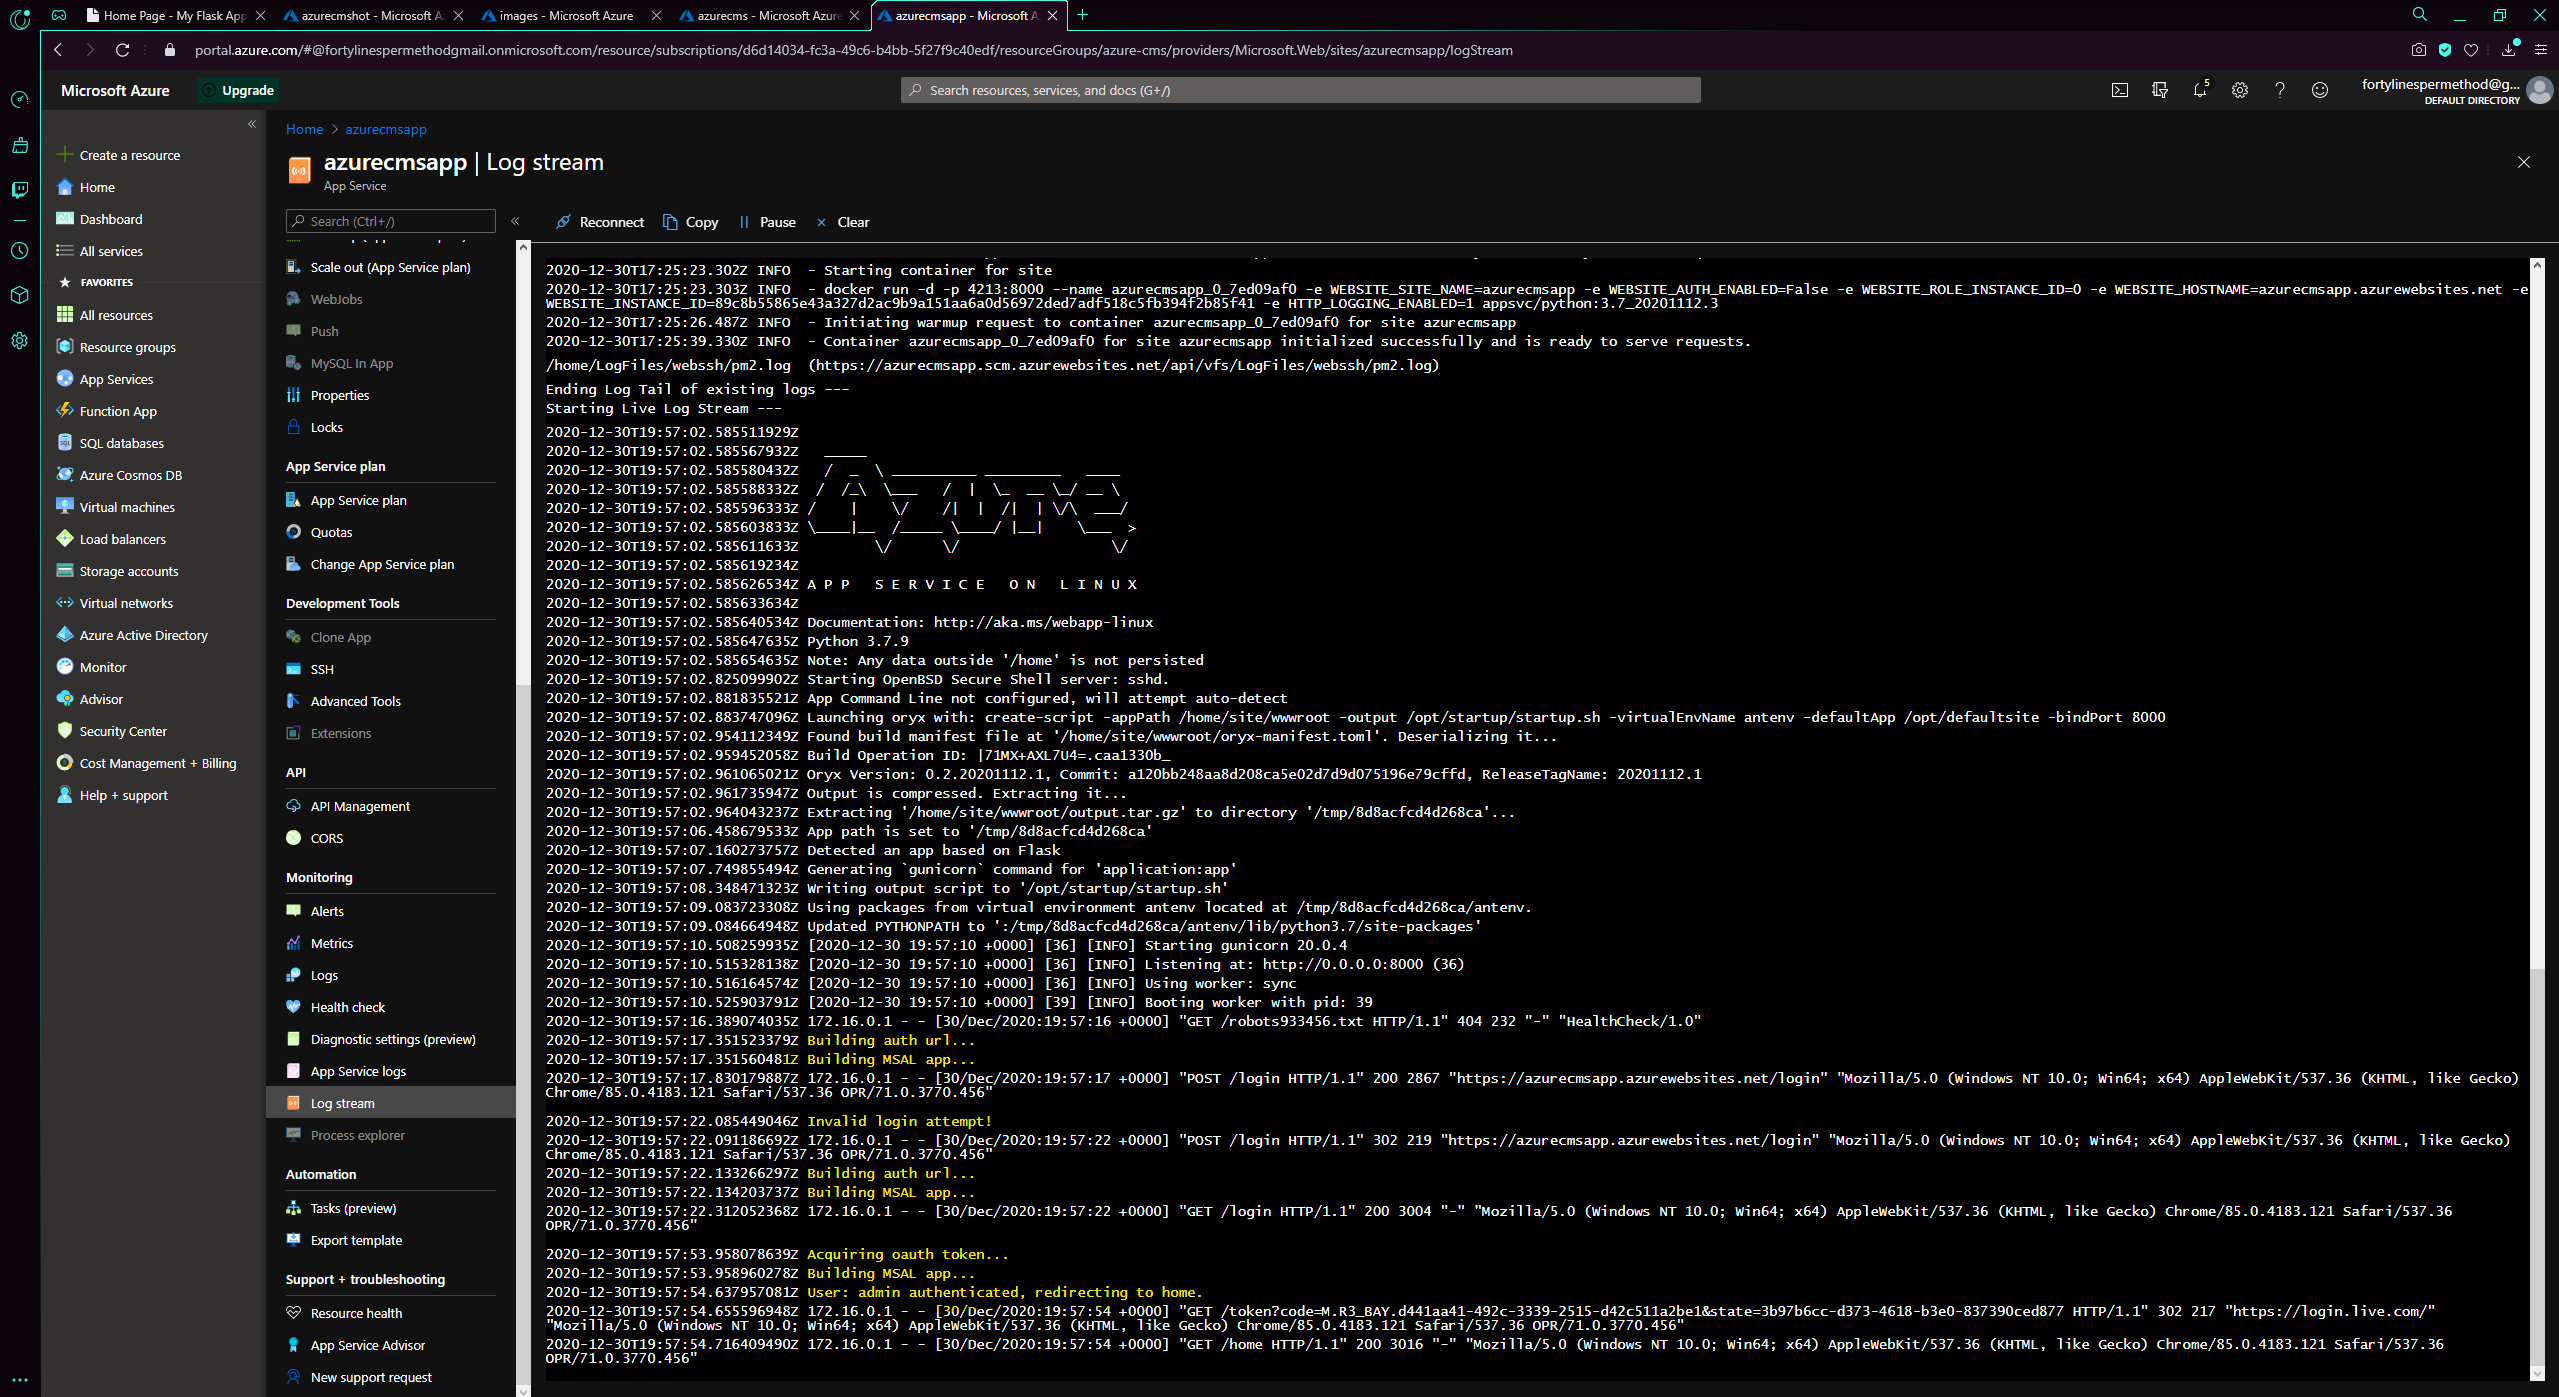 Home Page - My Flask App
azurecmshot - Microsoft Az
images - Microsoft Azure
azurecms - Microsoft Azure
azurecmsapp - Microsoft A
portal.azure.com/#@fortylinespermethodgmail.onmicrosoft.com/resource/subscriptions/d6d14034-fc3a-49c6-b4bb-5f27f9c40edf/resourceGroups/azure-cms/providers/Microsoft.Web/sites/azurecmsapp/logStream
Microsoft Azure
Upgrade
Search resources, services, and docs (G+/)
5
fortylinespermethod@g...
DEFAULT DIRECTORY
Create a resource
Home
Dashboard
All services
FAVORITES
All resources
Resource groups
App Services
Function App
SQL databases
Azure Cosmos DB
Virtual machines
Load balancers
Storage accounts
Virtual networks
Azure Active Directory
Monitor
Advisor
Security Center
Cost Management + Billing
Help + support
Home > azurecmsapp
azurecmsapp | Log stream
App Service
Search (Ctrl+/)
Scale out (App Service plan)
WebJobs
Push
MySQL In App
Properties
Locks
App Service plan
App Service plan
Quotas
Change App Service plan
Development Tools
Clone App
SSH
Advanced Tools
Extensions
API
API Management
CORS
Monitoring
Alerts
Metrics
Logs
Health check
Diagnostic settings (preview)
App Service logs
Log stream
Process explorer
Automation
Tasks (preview)
Export template
Support + troubleshooting
Resource health
App Service Advisor
New support request
Reconnect
Copy
Pause
Clear
2020-12-30T17:25:23.302Z INFO  - Starting container for site
2020-12-30T17:25:23.303Z INFO  - docker run -d -p 4213:8000 --name azurecmsapp_0_7ed09af0 -e WEBSITE_SITE_NAME=azurecmsapp -e WEBSITE_AUTH_ENABLED=False -e WEBSITE_ROLE_INSTANCE_ID=0 -e WEBSITE_HOSTNAME=azurecmsapp.azurewebsites.net -e
WEBSITE_INSTANCE_ID=89c8b55865e43a327d2ac9b9a151aa6a0d56972ded7adf518c5fb394f2b85f41 -e HTTP_LOGGING_ENABLED=1 appsvc/python:3.7_20201112.3
2020-12-30T17:25:26.487Z INFO  - Initiating warmup request to container azurecmsapp_0_7ed09af0 for site azurecmsapp
2020-12-30T17:25:39.330Z INFO  - Container azurecmsapp_0_7ed09af0 for site azurecmsapp initialized successfully and is ready to serve requests.
/home/LogFiles/webssh/pm2.log  (https://azurecmsapp.scm.azurewebsites.net/api/vfs/LogFiles/webssh/pm2.log)
Ending Log Tail of existing logs ---
Starting Live Log Stream ---
2020-12-30T19:57:02.585511929Z
2020-12-30T19:57:02.585567932Z   _____
2020-12-30T19:57:02.585580432Z  /  _  \ __________ _________   ____
2020-12-30T19:57:02.585588332Z  /  /_\  \___   /  |  \_  __ \_/ __ \
2020-12-30T19:57:02.585596333Z /    |    \/    /|  |  /|  | \/\  ___/
2020-12-30T19:57:02.585603833Z \____|__  /_____ \____/ |__|    \___  >
2020-12-30T19:57:02.585611633Z         \/      \/                  \/
2020-12-30T19:57:02.585619234Z
2020-12-30T19:57:02.585626534Z A P P   S E R V I C E   O N   L I N U X
2020-12-30T19:57:02.585633634Z
2020-12-30T19:57:02.585640534Z Documentation: http://aka.ms/webapp-linux
2020-12-30T19:57:02.585647635Z Python 3.7.9
2020-12-30T19:57:02.585654635Z Note: Any data outside '/home' is not persisted
2020-12-30T19:57:02.825099902Z Starting OpenBSD Secure Shell server: sshd.
2020-12-30T19:57:02.881835521Z App Command Line not configured, will attempt auto-detect
2020-12-30T19:57:02.883747096Z Launching oryx with: create-script -appPath /home/site/wwwroot -output /opt/startup/startup.sh -virtualEnvName antenv -defaultApp /opt/defaultsite -bindPort 8000
2020-12-30T19:57:02.954112349Z Found build manifest file at '/home/site/wwwroot/oryx-manifest.toml'. Deserializing it...
2020-12-30T19:57:02.959452058Z Build Operation ID: |71MX+AXL7U4=.caa1330b_
2020-12-30T19:57:02.961065021Z Oryx Version: 0.2.20201112.1, Commit: a120bb248aa8d208ca5e02d7d9d075196e79cffd, ReleaseTagName: 20201112.1
2020-12-30T19:57:02.961735947Z Output is compressed. Extracting it...
2020-12-30T19:57:02.964043237Z Extracting '/home/site/wwwroot/output.tar.gz' to directory '/tmp/8d8acfcd4d268ca'...
2020-12-30T19:57:06.458679533Z App path is set to '/tmp/8d8acfcd4d268ca'
2020-12-30T19:57:07.160273757Z Detected an app based on Flask
2020-12-30T19:57:07.749855494Z Generating `gunicorn` command for 'application:app'
2020-12-30T19:57:08.348471323Z Writing output script to '/opt/startup/startup.sh'
2020-12-30T19:57:09.083723308Z Using packages from virtual environment antenv located at /tmp/8d8acfcd4d268ca/antenv.
2020-12-30T19:57:09.084664948Z Updated PYTHONPATH to ':/tmp/8d8acfcd4d268ca/antenv/lib/python3.7/site-packages'
2020-12-30T19:57:10.508259935Z [2020-12-30 19:57:10 +0000] [36] [INFO] Starting gunicorn 20.0.4
2020-12-30T19:57:10.515328138Z [2020-12-30 19:57:10 +0000] [36] [INFO] Listening at: http://0.0.0.0:8000 (36)
2020-12-30T19:57:10.516164574Z [2020-12-30 19:57:10 +0000] [36] [INFO] Using worker: sync
2020-12-30T19:57:10.525903791Z [2020-12-30 19:57:10 +0000] [39] [INFO] Booting worker with pid: 39
2020-12-30T19:57:16.389074035Z 172.16.0.1 - - [30/Dec/2020:19:57:16 +0000] "GET /robots933456.txt HTTP/1.1" 404 232 "-" "HealthCheck/1.0"
2020-12-30T19:57:17.351523379Z Building auth url...
2020-12-30T19:57:17.351560481Z Building MSAL app...
2020-12-30T19:57:17.830179887Z 172.16.0.1 - - [30/Dec/2020:19:57:17 +0000] "POST /login HTTP/1.1" 200 2867 "https://azurecmsapp.azurewebsites.net/login" "Mozilla/5.0 (Windows NT 10.0; Win64; x64) AppleWebKit/537.36 (KHTML, like Gecko)
Chrome/85.0.4183.121 Safari/537.36 OPR/71.0.3770.456"
2020-12-30T19:57:22.085449046Z Invalid login attempt!
2020-12-30T19:57:22.091186692Z 172.16.0.1 - - [30/Dec/2020:19:57:22 +0000] "POST /login HTTP/1.1" 302 219 "https://azurecmsapp.azurewebsites.net/login" "Mozilla/5.0 (Windows NT 10.0; Win64; x64) AppleWebKit/537.36 (KHTML, like Gecko)
Chrome/85.0.4183.121 Safari/537.36 OPR/71.0.3770.456"
2020-12-30T19:57:22.133266297Z Building auth url...
2020-12-30T19:57:22.134203737Z Building MSAL app...
2020-12-30T19:57:22.312052368Z 172.16.0.1 - - [30/Dec/2020:19:57:22 +0000] "GET /login HTTP/1.1" 200 3004 "-" "Mozilla/5.0 (Windows NT 10.0; Win64; x64) AppleWebKit/537.36 (KHTML, like Gecko) Chrome/85.0.4183.121 Safari/537.36
OPR/71.0.3770.456"
2020-12-30T19:57:53.958078639Z Acquiring oauth token...
2020-12-30T19:57:53.958960278Z Building MSAL app...
2020-12-30T19:57:54.637957081Z User: admin authenticated, redirecting to home.
2020-12-30T19:57:54.655596948Z 172.16.0.1 - - [30/Dec/2020:19:57:54 +0000] "GET /token?code=M.R3_BAY.d441aa41-492c-3339-2515-d42c511a2be1&state=3b97b6cc-d373-4618-b3e0-837390ced877 HTTP/1.1" 302 217 "https://login.live.com/"
"Mozilla/5.0 (Windows NT 10.0; Win64; x64) AppleWebKit/537.36 (KHTML, like Gecko) Chrome/85.0.4183.121 Safari/537.36 OPR/71.0.3770.456"
2020-12-30T19:57:54.716409490Z 172.16.0.1 - - [30/Dec/2020:19:57:54 +0000] "GET /home HTTP/1.1" 200 3016 "-" "Mozilla/5.0 (Windows NT 10.0; Win64; x64) AppleWebKit/537.36 (KHTML, like Gecko) Chrome/85.0.4183.121 Safari/537.36
OPR/71.0.3770.456"